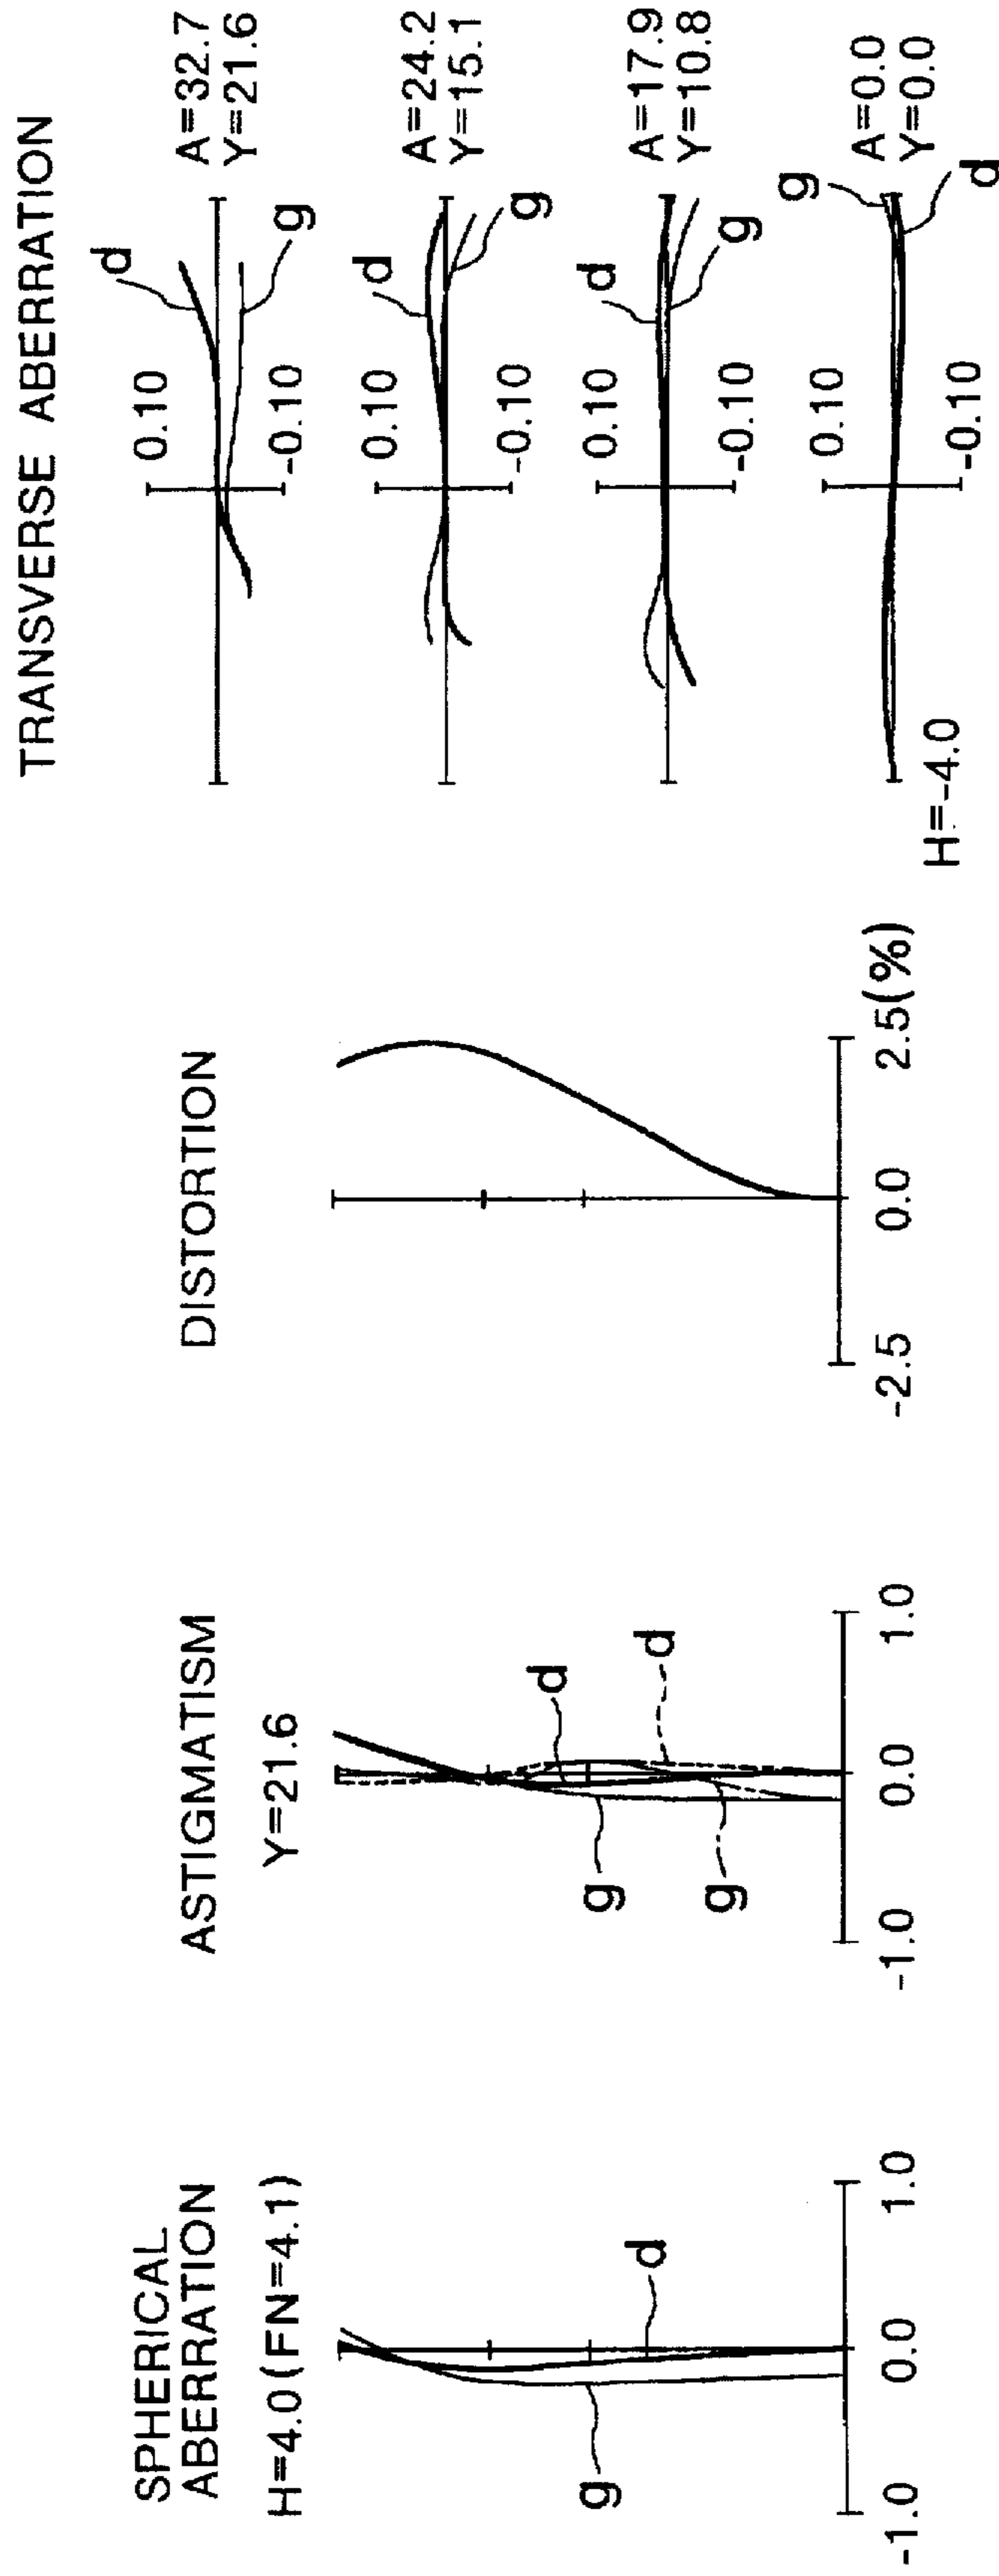 SPHERICAL
ABERRATION
H=4.0(FN=4.1)
g
d
-1.0 0.0 1.0
ASTIGMATISM
Y=21.6
g
g
d
d
-1.0 0.0 1.0
DISTORTION
-2.5 0.0 2.5(%)
TRANSVERSE ABERRATION
0.10
d
A=32.7
Y=21.6
g
-0.10
0.10
d
A=24.2
Y=15.1
g
-0.10
0.10
d
A=17.9
Y=10.8
g
-0.10
0.10
g
A=0.0
Y=0.0
d
-0.10
H=-4.0